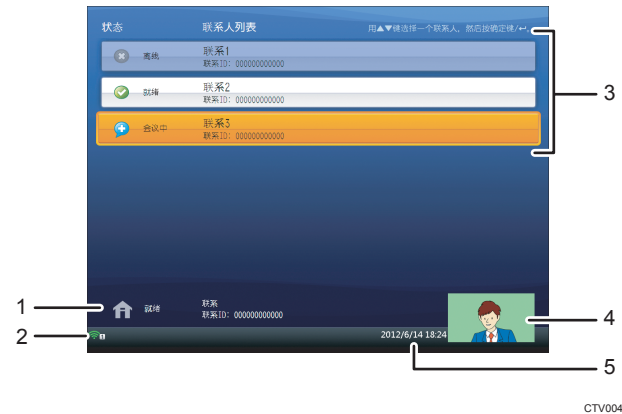 状态 联系人列表 用▲▼键选择一个联系人，然后按确定键/↩。
离线 联系1
联系ID: 000000000000
就绪 联系2
联系ID: 000000000000
3
会议中 联系3
联系ID: 000000000000
1
就绪 联系
联系ID: 000000000000
4
2
1
2012/6/14 18:24
5
CTV004